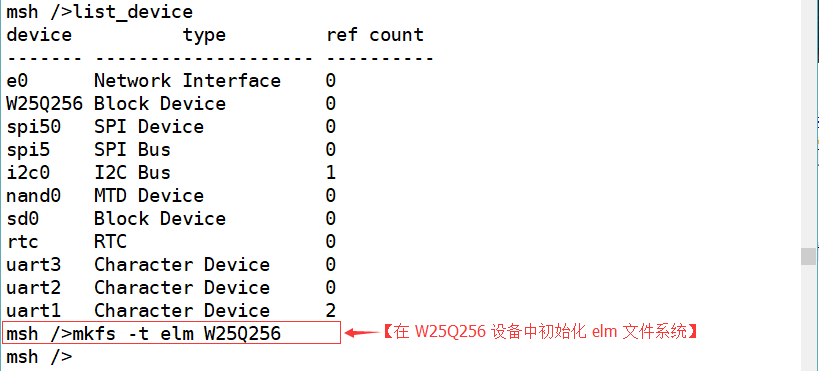 msh />list_device
device          type         ref count
------- -------------------- ----------
e0      Network Interface    0
W25Q256 Block Device         0
spi50   SPI Device           0
spi5    SPI Bus              0
i2c0    I2C Bus              1
nand0   MTD Device           0
sd0     Block Device         0
rtc     RTC                  0
uart3   Character Device     0
uart2   Character Device     0
uart1   Character Device     2
msh />mkfs -t elm W25Q256 【在 W25Q256 设备中初始化 elm 文件系统】
msh />